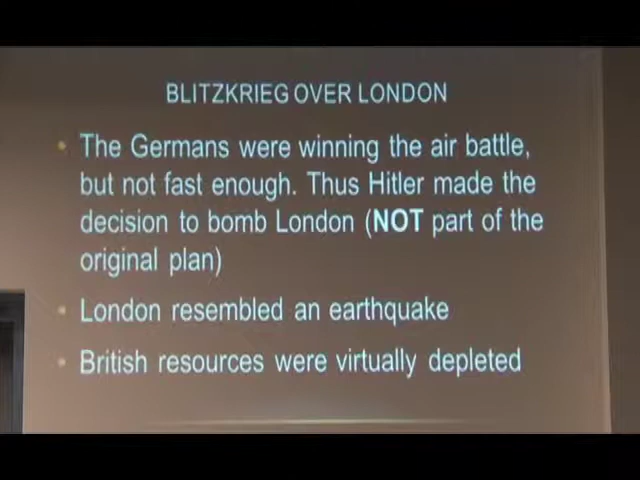 BLITZKRIEG OVER LONDON
• The Germans were winning the air battle,
but not fast enough. Thus Hitler made the
decision to bomb London (NOT part of the
original plan)
• London resembled an earthquake
• British resources were virtually depleted